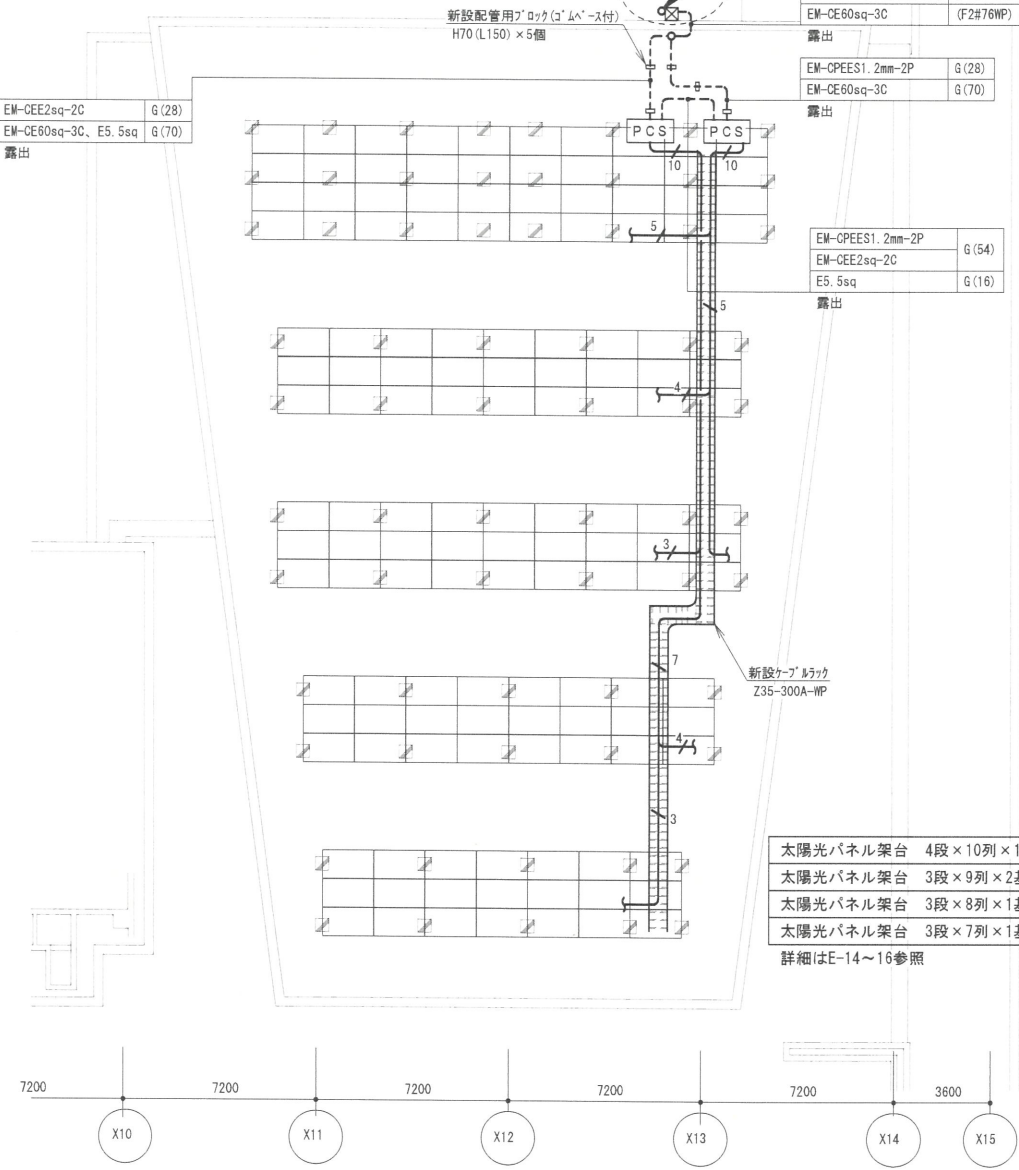 新設配管用ﾌﾞﾛｯｸ(ｺﾞﾑﾍﾞｰｽ付)
H70(L150)×5個
EM-CE60sq-3C (F2#76WP)
露出
EM-CPEES1.2mm-2P G(28)
EM-CE60sq-3C G(70)
露出
EM-CEE2sq-2C G(28)
EM-CE60sq-3C、E5.5sq G(70)
露出
PCS PCS
10 10
5
EM-CPEES1.2mm-2P G(54)
EM-CEE2sq-2C
E5.5sq G(16)
露出
5
4
3
7
新設ｹｰﾌﾞﾙﾗｯｸ
Z35-300A-WP
4
3
太陽光パネル架台 4段×10列×1
太陽光パネル架台 3段×9列×2基
太陽光パネル架台 3段×8列×1基
太陽光パネル架台 3段×7列×1基
詳細はE-14～16参照
7200 7200 7200 7200 7200 3600
X10 X11 X12 X13 X14 X15